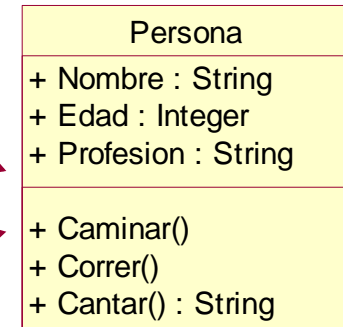 Persona
+ Nombre : String
+ Edad : Integer
+ Profesion : String
+ Caminar()
+ Correr()
+ Cantar() : String